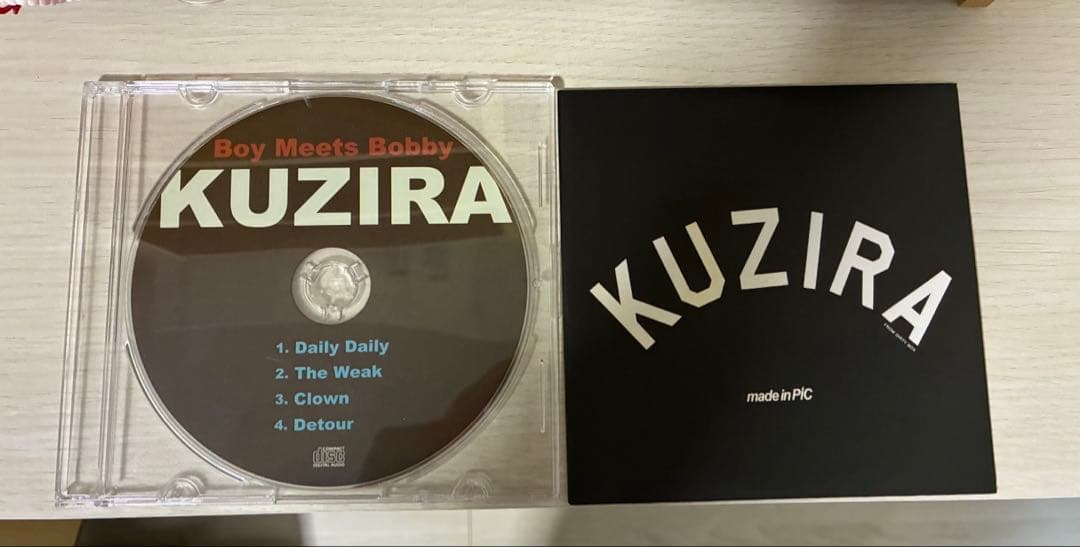 Boy Meets Bobby
KUZIRA
1. Daily Daily
2. The Weak
3. Clown
4. Detour
COMPACT
disc
DIGITAL AUDIO
KUZIRA
made in PIC